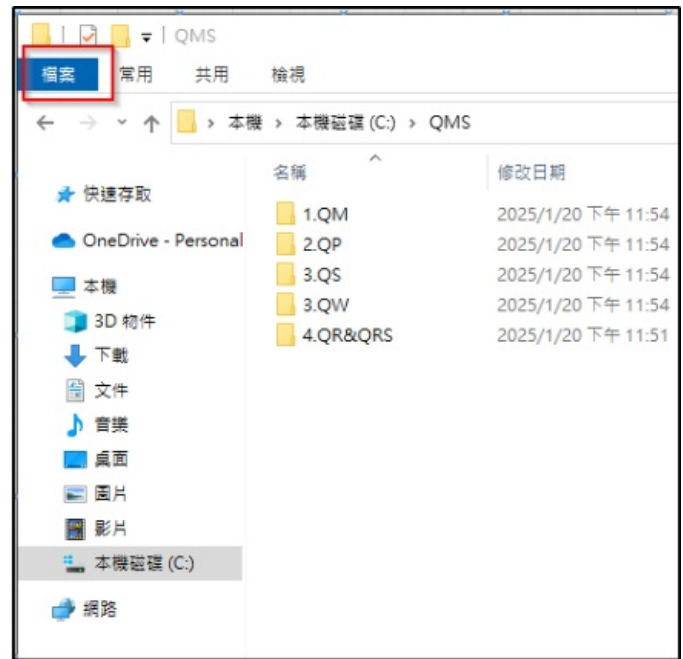 QMS
檔案 常用 共用 檢視
本機 › 本機磁碟 (C:) › QMS
名稱 修改日期
快速存取
OneDrive - Personal
本機
3D 物件
下載
文件
音樂
桌面
圖片
影片
本機磁碟 (C:)
網路
1.QM 2025/1/20 下午 11:54
2.QP 2025/1/20 下午 11:54
3.QS 2025/1/20 下午 11:54
3.QW 2025/1/20 下午 11:54
4.QR&QRS 2025/1/20 下午 11:51